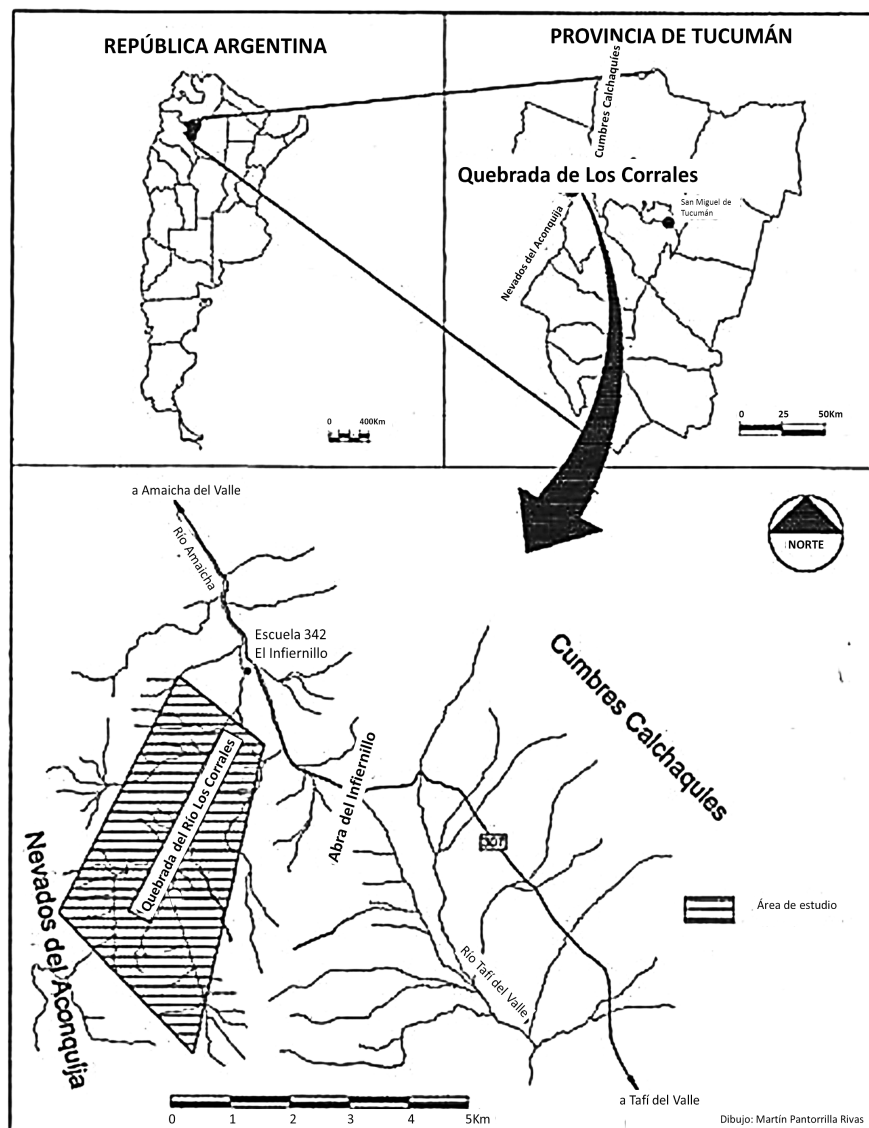 REPÚBLICA ARGENTINA
0 400Km
PROVINCIA DE TUCUMÁN
Cumbres Calchaquíes
Quebrada de Los Corrales
San Miguel de
Tucumán
Nevados del Aconquija
0 25 50Km
a Amaicha del Valle
Río Amaicha
NORTE
Escuela 342
El Infiernillo
Cumbres Calchaquíes
Quebrada del Río Los Corrales
Abra del Infiernillo
Nevados del Aconquija
Área de estudio
Río Tafí del Valle
a Tafí del Valle
0 1 2 3 4 5Km
Dibujo: Martín Pantorrilla Rivas